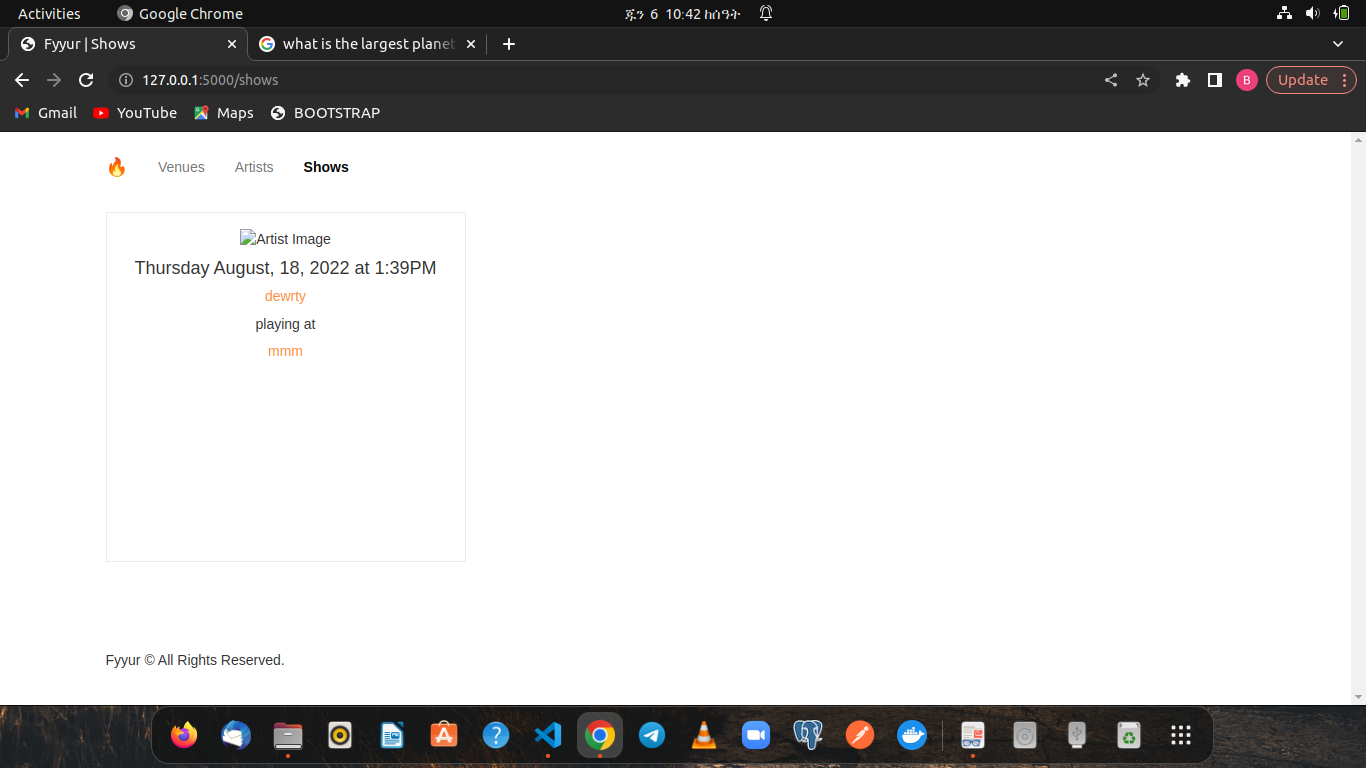 Activities Google Chrome ጁን 6 10:42 ከሰዓት
Fyyur | Shows what is the largest planet
127.0.0.1:5000/shows B Update
Gmail YouTube Maps BOOTSTRAP
Venues Artists Shows
Artist Image
Thursday August, 18, 2022 at 1:39PM
dewrty
playing at
mmm
Fyyur © All Rights Reserved.